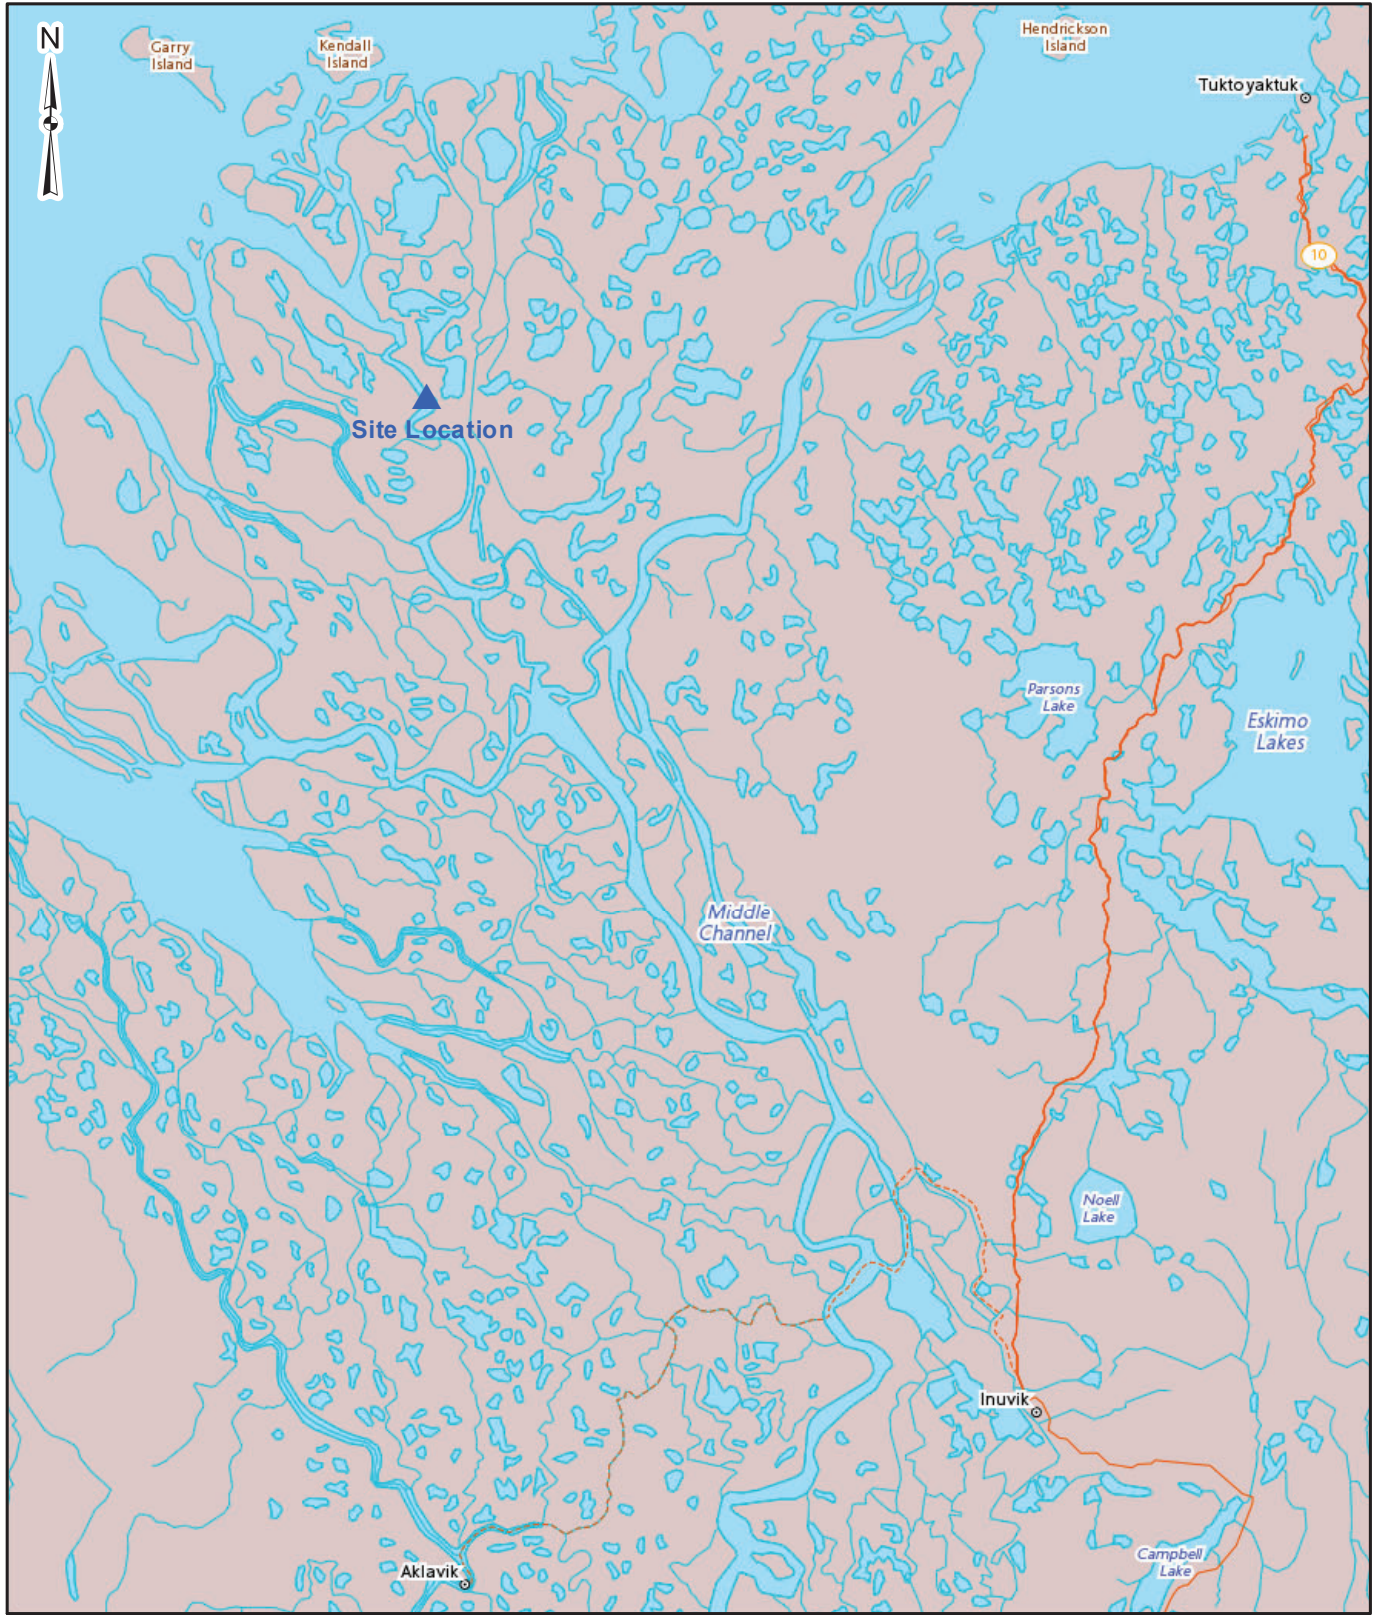 N
Garry
Island
Kendall
Island
Hendrickson
Island
Tuktoyaktuk
10
Site Location
Parsons
Lake
Eskimo
Lakes
Middle
Channel
Noell
Lake
Inuvik
Campbell
Lake
Aklavik